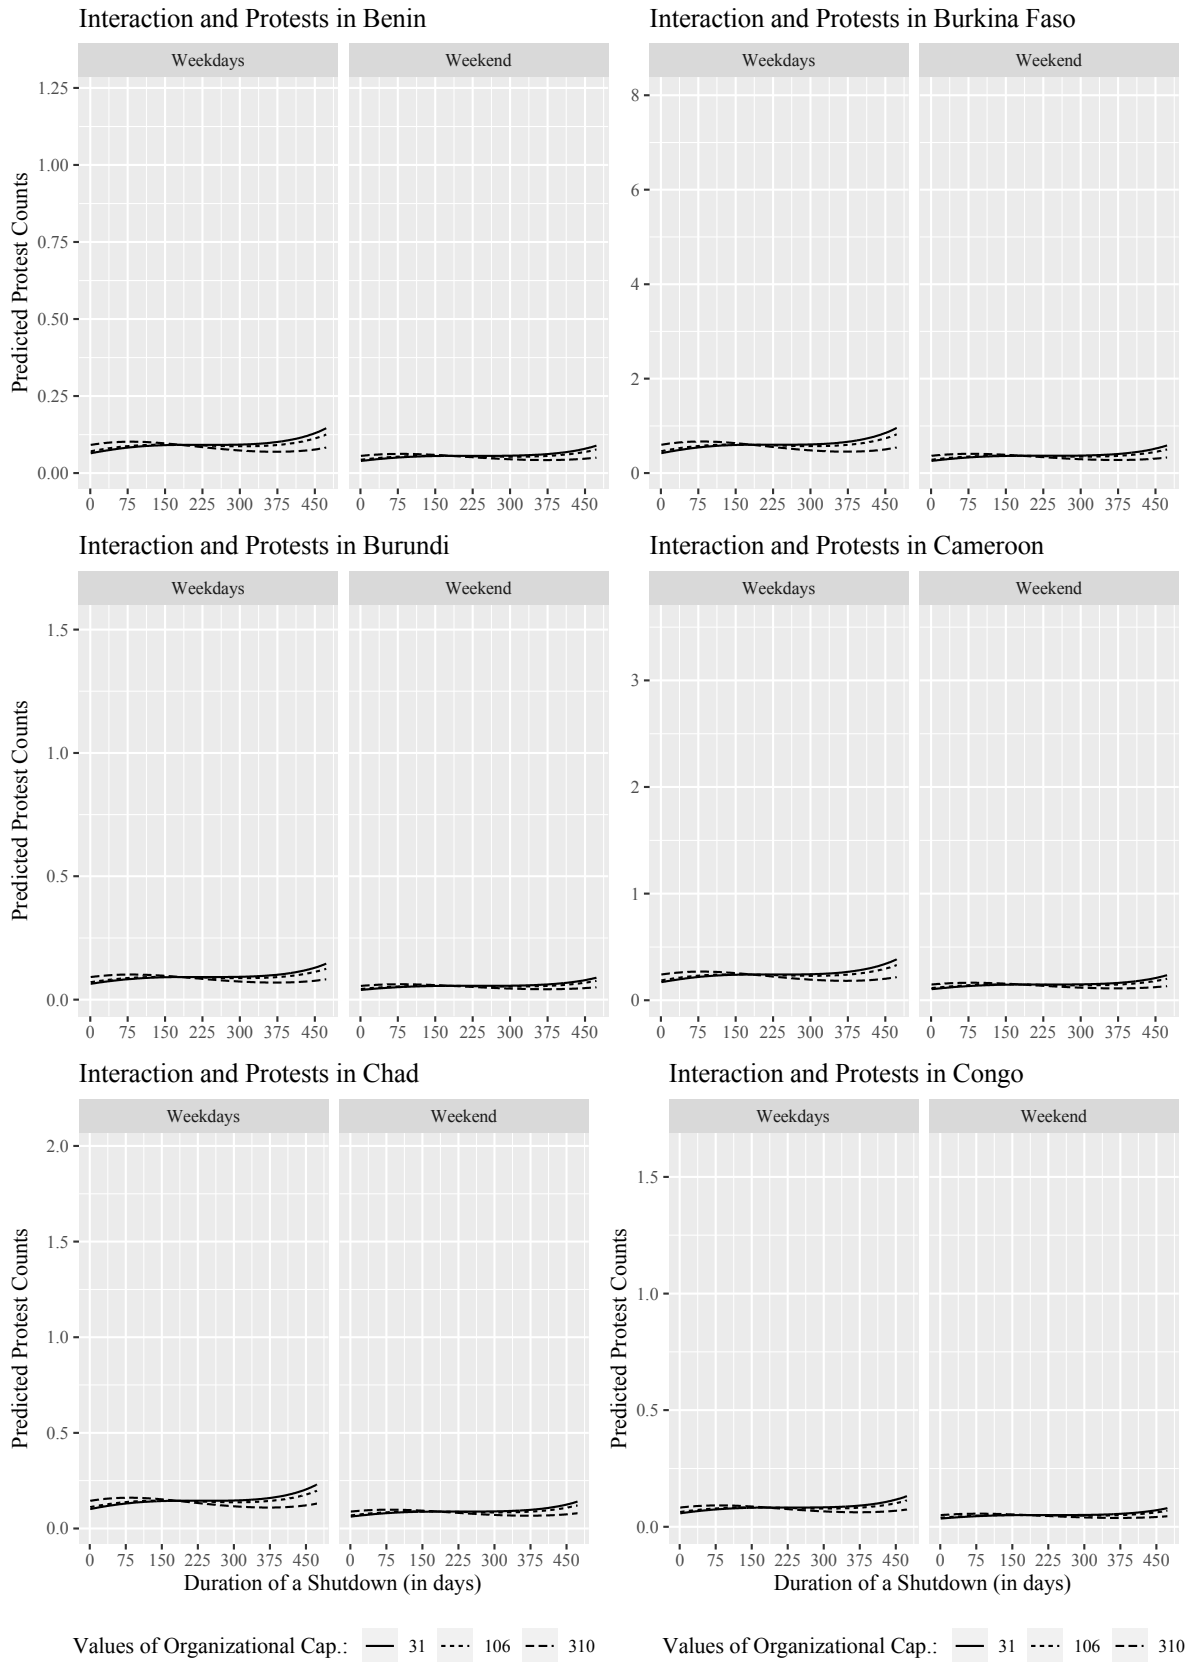 Interaction and Protests in Benin
Interaction and Protests in Burkina Faso
Weekdays
Weekend
Weekdays
Weekend
Predicted Protest Counts
1.25
1.00
0.75
0.50
0.25
0.00
8
6
4
2
0
0 75 150 225 300 375 450
0 75 150 225 300 375 450
0 75 150 225 300 375 450
0 75 150 225 300 375 450
Interaction and Protests in Burundi
Interaction and Protests in Cameroon
Weekdays
Weekend
Weekdays
Weekend
Predicted Protest Counts
1.5
1.0
0.5
0.0
3
2
1
0
0 75 150 225 300 375 450
0 75 150 225 300 375 450
0 75 150 225 300 375 450
0 75 150 225 300 375 450
Interaction and Protests in Chad
Interaction and Protests in Congo
Weekdays
Weekend
Weekdays
Weekend
Predicted Protest Counts
2.0
1.5
1.0
0.5
0.0
Predicted Protest Counts
1.5
1.0
0.5
0.0
0 75 150 225 300 375 450
0 75 150 225 300 375 450
0 75 150 225 300 375 450
0 75 150 225 300 375 450
Duration of a Shutdown (in days)
Duration of a Shutdown (in days)
Values of Organizational Cap.: 31 106 310
Values of Organizational Cap.: 31 106 310